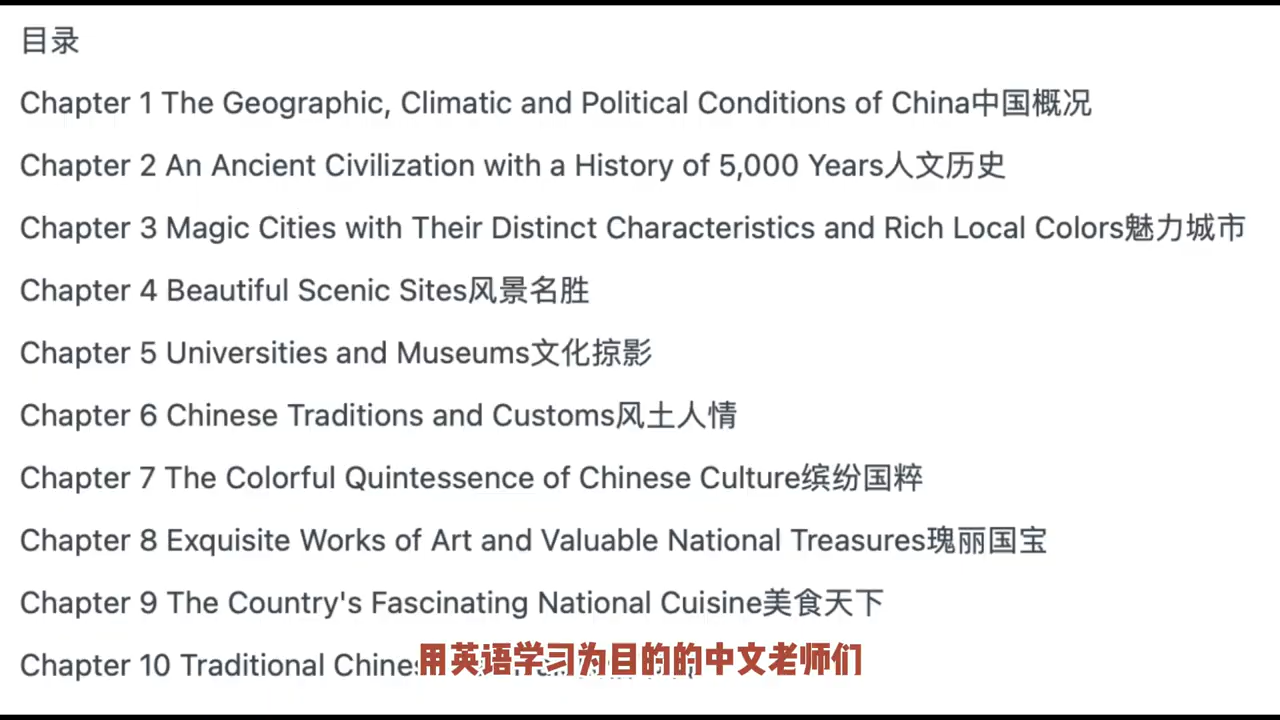 目录
Chapter 1 The Geographic, Climatic and Political Conditions of China中国概况
Chapter 2 An Ancient Civilization with a History of 5,000 Years人文历史
Chapter 3 Magic Cities with Their Distinct Characteristics and Rich Local Colors魅力城市
Chapter 4 Beautiful Scenic Sites风景名胜
Chapter 5 Universities and Museums文化掠影
Chapter 6 Chinese Traditions and Customs风土人情
Chapter 7 The Colorful Quintessence of Chinese Culture缤纷国粹
Chapter 8 Exquisite Works of Art and Valuable National Treasures瑰丽国宝
Chapter 9 The Country's Fascinating National Cuisine美食天下
Chapter 10 Traditional
用英语学习为目的的中文老师们